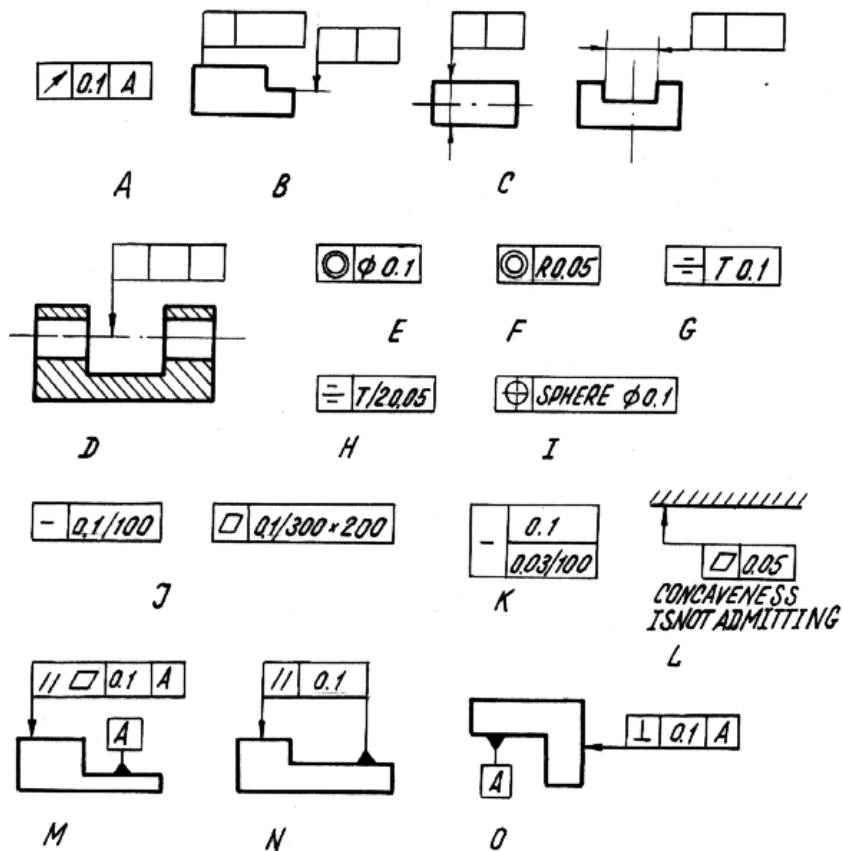 ↗ 0.1 A
A
B
C
D
◎ ϕ 0.1
E
◎ R0.05
F
⌯ T 0.1
G
⌯ T/2 0.05
H
⌖ SPHERE ϕ 0.1
I
- 0.1/100
▱ 0.1/300×200
J
- 0.1
0.03/100
K
▱ 0.05
CONCAVENESS
ISNOT ADMITTING
L
// ▱ 0.1 A
A
M
// 0.1
N
⊥ 0.1 A
A
O